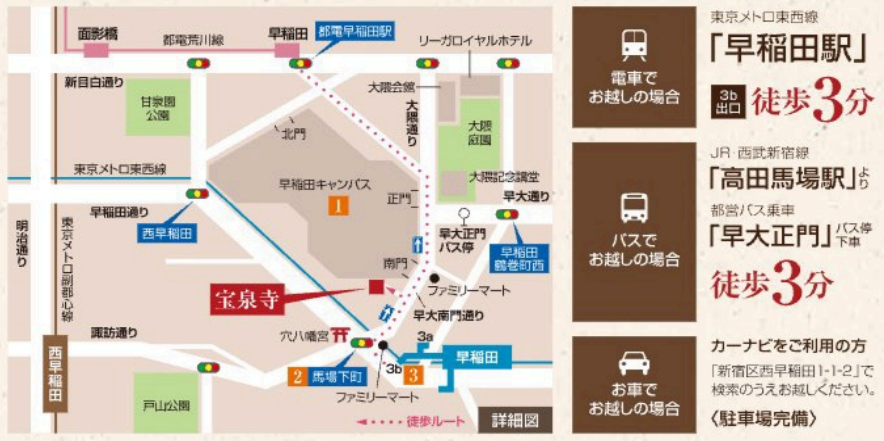 面影橋
都電荒川線
早稲田
都電早稲田駅
リーガロイヤルホテル
新目白通り
甘泉園
公園
大隈会館
大隈通り
大隈
庭園
北門
東京メトロ東西線
早稲田キャンパス
1
正門
大隈記念講堂
早大通り
早稲田通り
西早稲田
早大正門
バス停
早稲田
鶴巻町西
明治通り
東京メトロ副都心線
南門
ファミリーマート
宝泉寺
早大南門通り
諏訪通り
穴八幡宮
3a
早稲田
西早稲田
2
馬場下町
3b
3
ファミリーマート
戸山公園
徒歩ルート
詳細図
電車で
お越しの場合
東京メトロ東西線
「早稲田駅」
3b
出口
徒歩3分
バスで
お越しの場合
JR・西武新宿線
「高田馬場駅」より
都営バス乗車
「早大正門」バス停
下車
徒歩3分
お車で
お越しの場合
カーナビをご利用の方
「新宿区西早稲田1-1-2」で
検索のうえお越しください。
〈駐車場完備〉